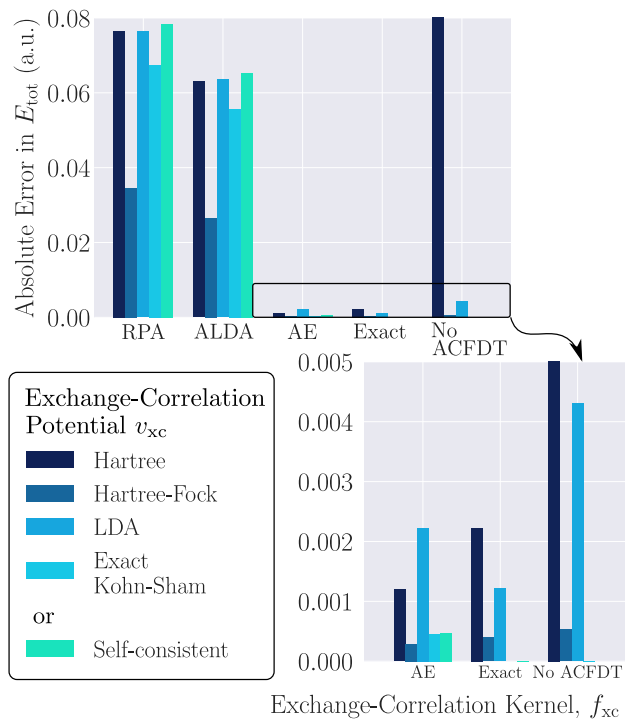 Absolute Error in E_tot (a.u.)
0.08
0.06
0.04
0.02
0.00
RPA
ALDA
AE
Exact
No
ACFDT
Exchange-Correlation
Potential v_xc
Hartree
Hartree-Fock
LDA
Exact
Kohn-Sham
or
Self-consistent
0.005
0.004
0.003
0.002
0.001
0.000
AE
Exact
No ACFDT
Exchange-Correlation Kernel, f_xc